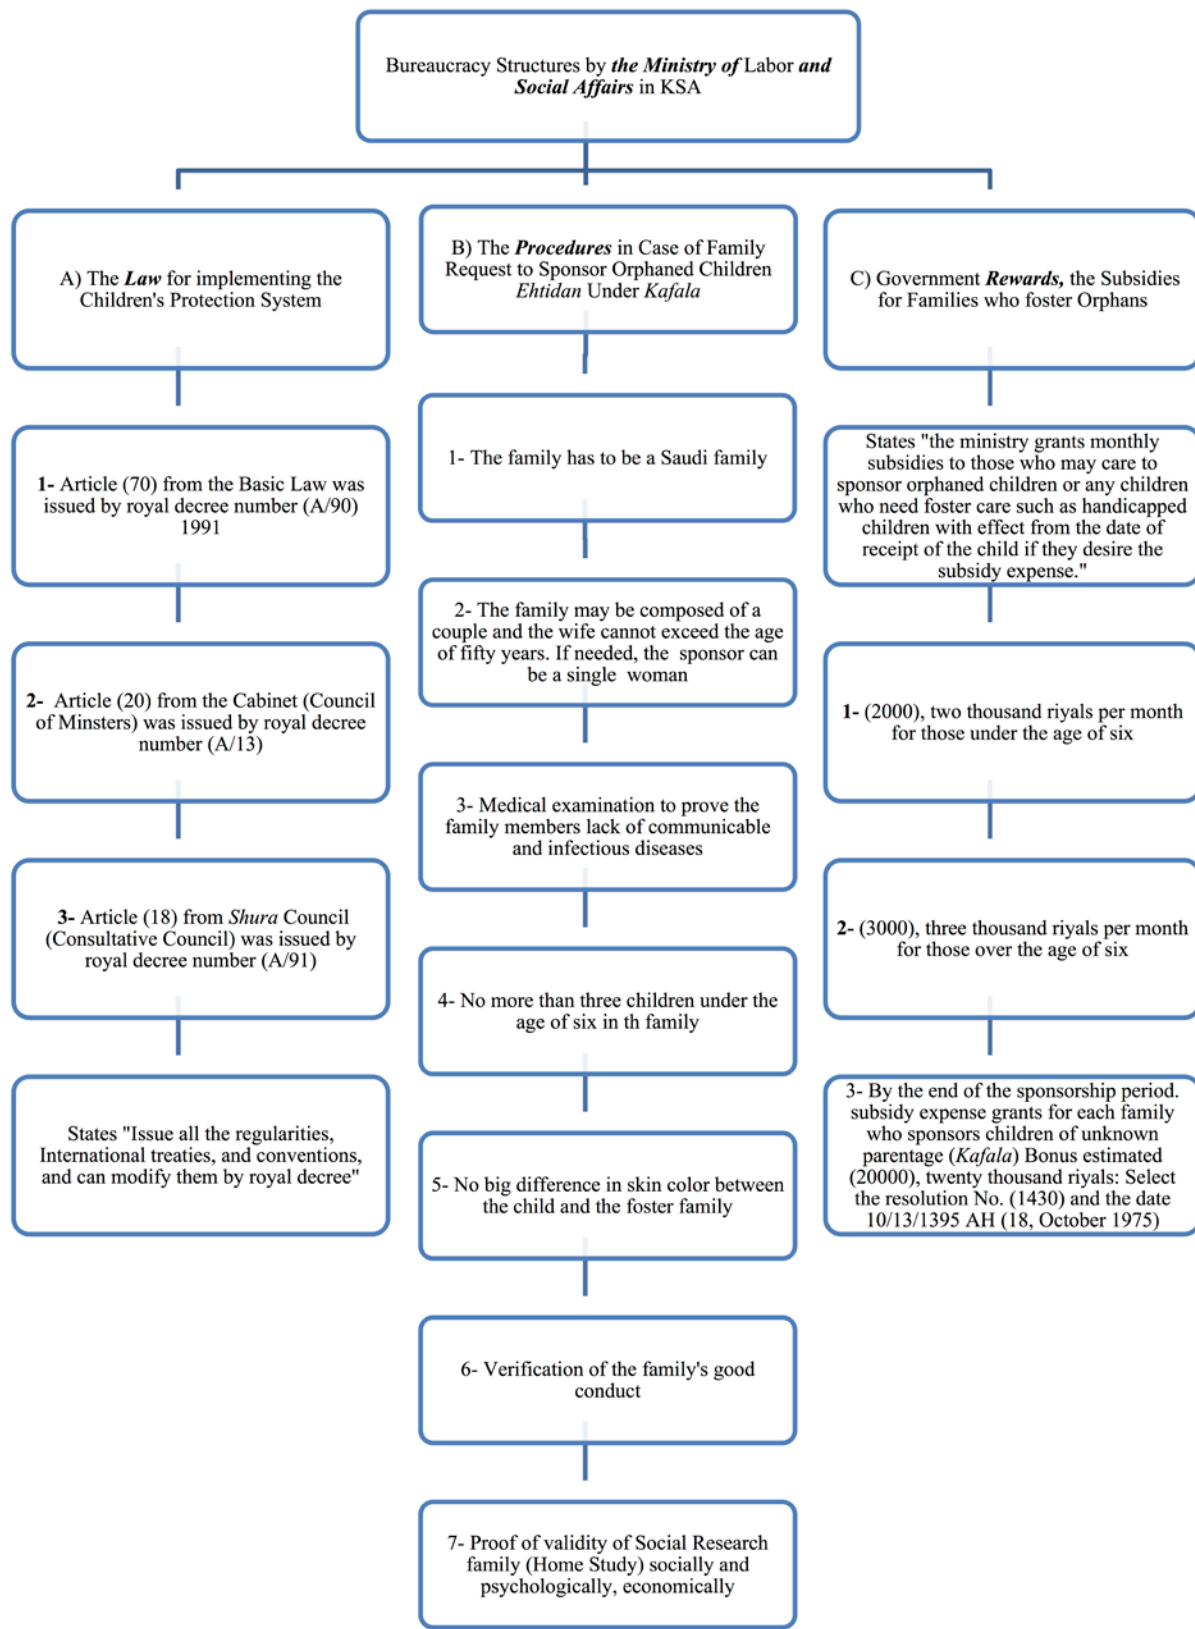 Bureaucracy Structures by the Ministry of Labor and
Social Affairs in KSA
A) The Law for implementing the
Children's Protection System
1- Article (70) from the Basic Law was
issued by royal decree number (A/90)
1991
2- Article (20) from the Cabinet (Council
of Minsters) was issued by royal decree
number (A/13)
3- Article (18) from Shura Council
(Consultative Council) was issued by
royal decree number (A/91)
States "Issue all the regularities,
International treaties, and conventions,
and can modify them by royal decree"
B) The Procedures in Case of Family
Request to Sponsor Orphaned Children
Ehtidan Under Kafala
1- The family has to be a Saudi family
2- The family may be composed of a
couple and the wife cannot exceed the age
of fifty years. If needed, the sponsor can
be a single woman
3- Medical examination to prove the
family members lack of communicable
and infectious diseases
4- No more than three children under the
age of six in th family
5- No big difference in skin color between
the child and the foster family
6- Verification of the family's good
conduct
7- Proof of validity of Social Research
family (Home Study) socially and
psychologically, economically
C) Government Rewards, the Subsidies
for Families who foster Orphans
States "the ministry grants monthly
subsidies to those who may care to
sponsor orphaned children or any children
who need foster care such as handicapped
children with effect from the date of
receipt of the child if they desire the
subsidy expense."
1- (2000), two thousand riyals per month
for those under the age of six
2- (3000), three thousand riyals per month
for those over the age of six
3- By the end of the sponsorship period.
subsidy expense grants for each family
who sponsors children of unknown
parentage (Kafala) Bonus estimated
(20000), twenty thousand riyals: Select
the resolution No. (1430) and the date
10/13/1395 AH (18, October 1975)